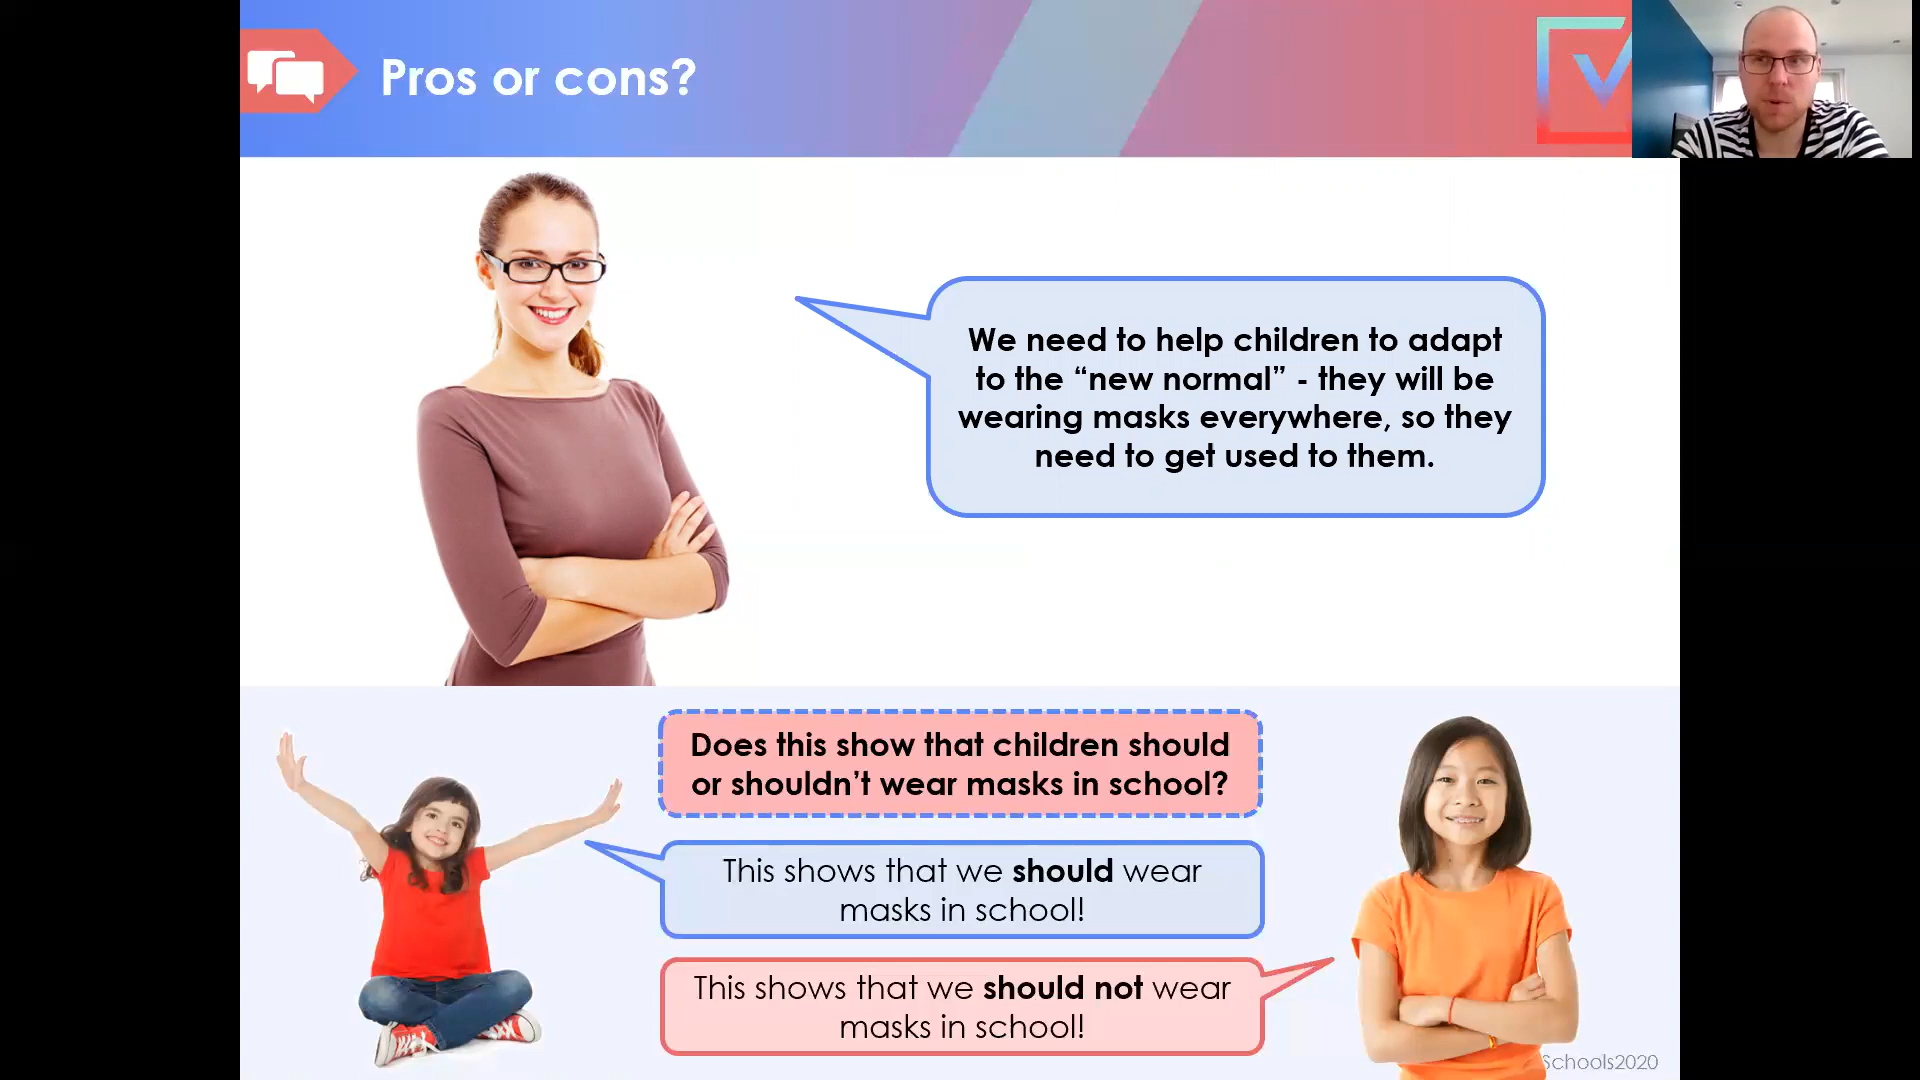 Pros or cons?
We need to help children to adapt
to the “new normal” - they will be
wearing masks everywhere, so they
need to get used to them.
Does this show that children should
or shouldn’t wear masks in school?
This shows that we should wear
masks in school!
This shows that we should not wear
masks in school!
Schools2020